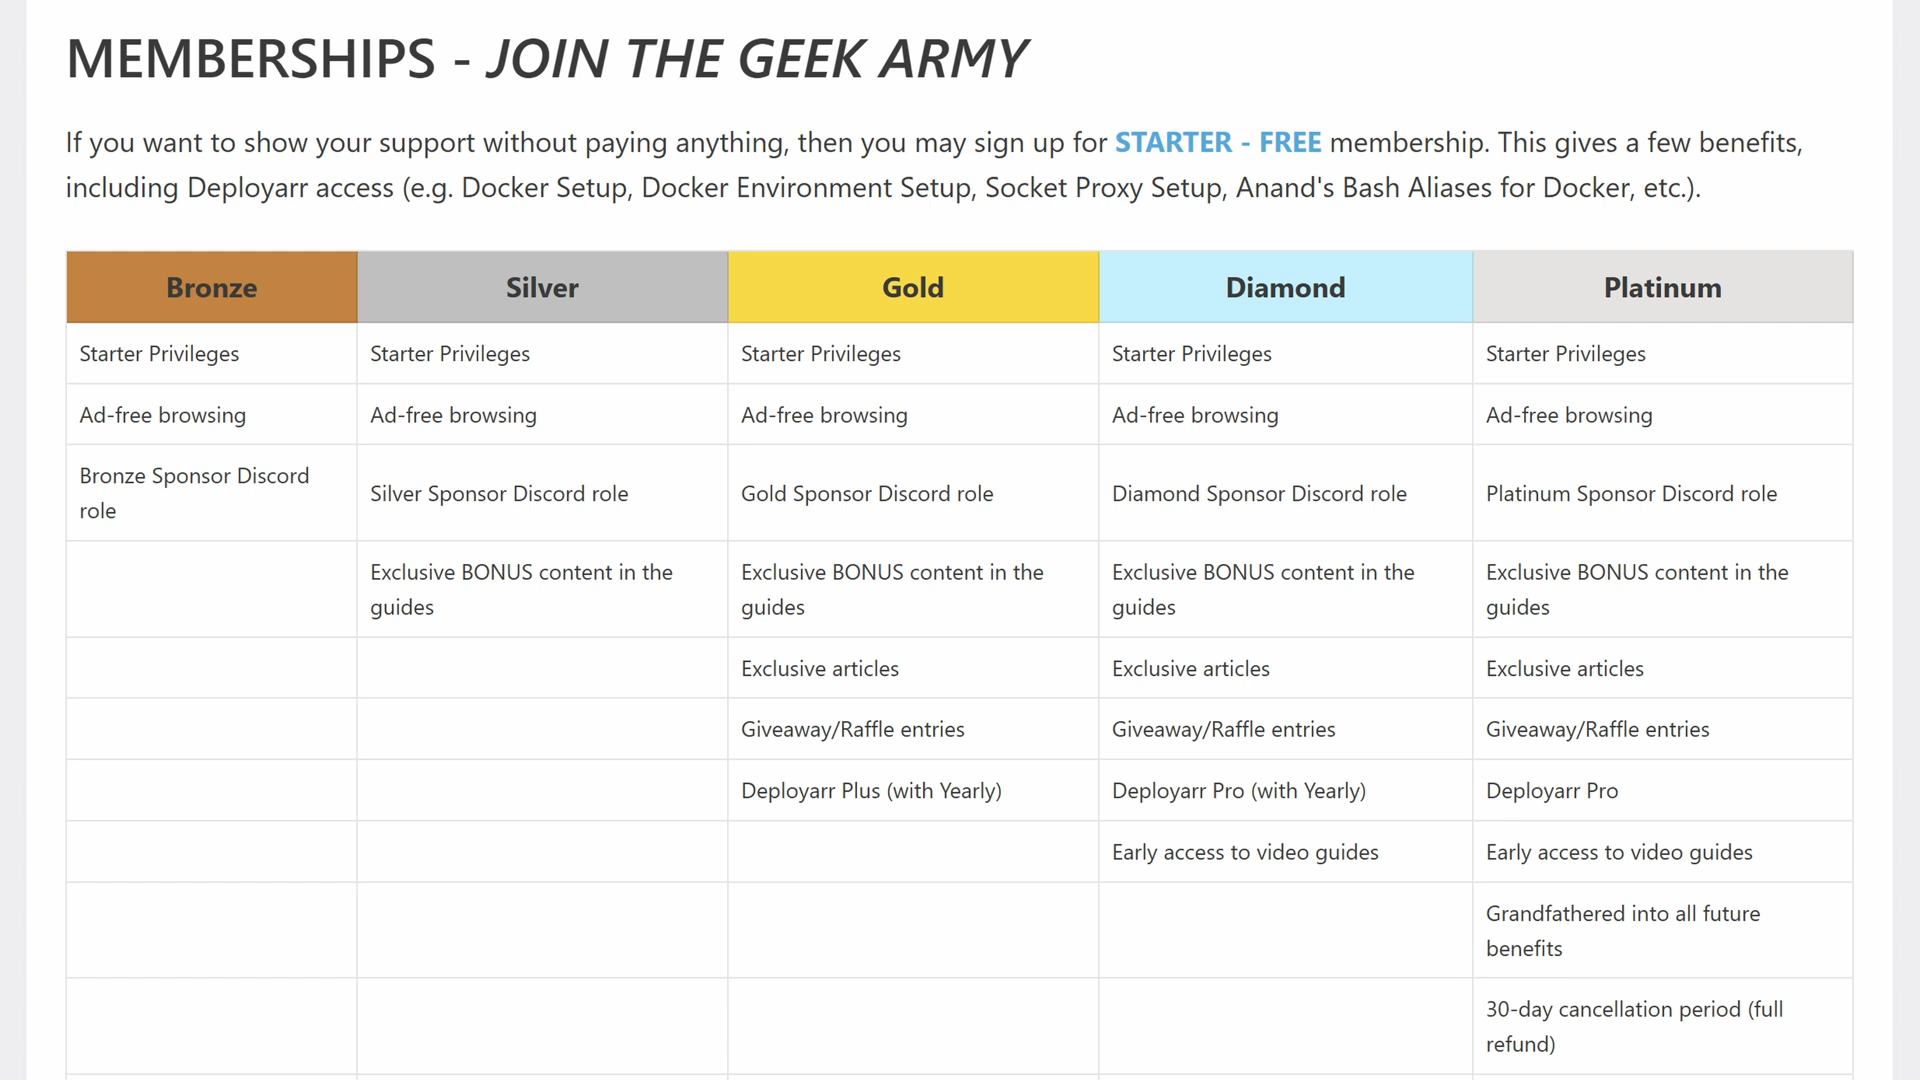 MEMBERSHIPS - JOIN THE GEEK ARMY
If you want to show your support without paying anything, then you may sign up for STARTER - FREE membership. This gives a few benefits,
including Deployarr access (e.g. Docker Setup, Docker Environment Setup, Socket Proxy Setup, Anand's Bash Aliases for Docker, etc.).
Bronze Silver Gold Diamond Platinum
Starter Privileges Starter Privileges Starter Privileges Starter Privileges Starter Privileges
Ad-free browsing Ad-free browsing Ad-free browsing Ad-free browsing Ad-free browsing
Bronze Sponsor Discord
role
Silver Sponsor Discord role
Gold Sponsor Discord role
Diamond Sponsor Discord role
Platinum Sponsor Discord role
Exclusive BONUS content in the
guides
Exclusive BONUS content in the
guides
Exclusive BONUS content in the
guides
Exclusive BONUS content in the
guides
Exclusive articles Exclusive articles Exclusive articles
Giveaway/Raffle entries Giveaway/Raffle entries Giveaway/Raffle entries
Deployarr Plus (with Yearly) Deployarr Pro (with Yearly) Deployarr Pro
Early access to video guides Early access to video guides
Grandfathered into all future
benefits
30-day cancellation period (full
refund)